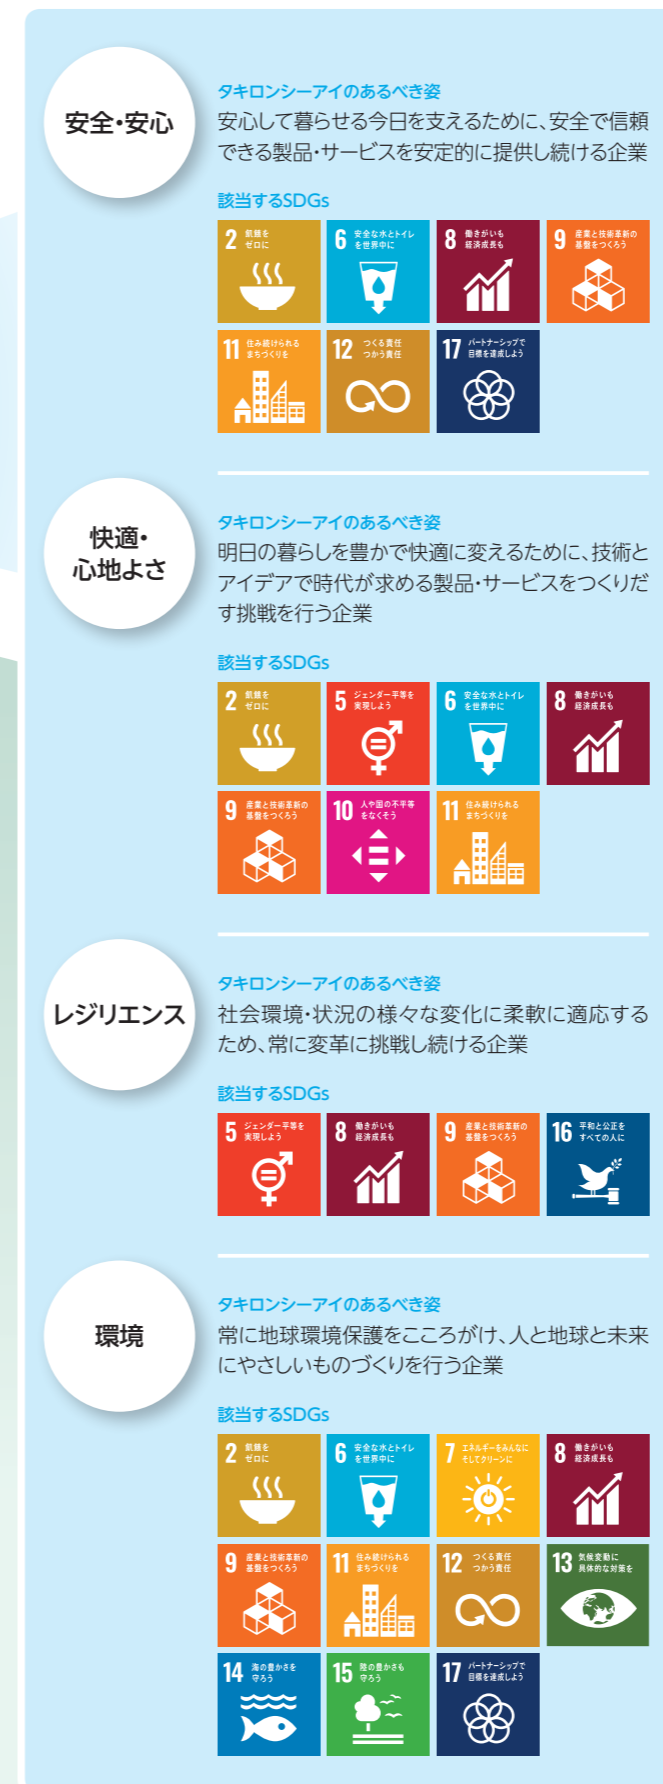 安全・安心
タキロンシーアイのあるべき姿
安心して暮らせる今日を支えるために、安全で信頼
できる製品・サービスを安定的に提供し続ける企業
該当するSDGs
2 飢餓を
ゼロに
6 安全な水とトイレ
を世界中に
8 働きがいも
経済成長も
9 産業と技術革新の
基盤をつくろう
11 住み続けられる
まちづくりを
12 つくる責任
つかう責任
17 パートナーシップで
目標を達成しよう
快適・
心地よさ
タキロンシーアイのあるべき姿
明日の暮らしを豊かで快適に変えるために、技術と
アイデアで時代が求める製品・サービスをつくりだ
す挑戦を行う企業
該当するSDGs
2 飢餓を
ゼロに
5 ジェンダー平等を
実現しよう
6 安全な水とトイレ
を世界中に
8 働きがいも
経済成長も
9 産業と技術革新の
基盤をつくろう
10 人や国の不平等
をなくそう
11 住み続けられる
まちづくりを
レジリエンス
タキロンシーアイのあるべき姿
社会環境・状況の様々な変化に柔軟に適応する
ため、常に変革に挑戦し続ける企業
該当するSDGs
5 ジェンダー平等を
実現しよう
8 働きがいも
経済成長も
9 産業と技術革新の
基盤をつくろう
16 平和と公正を
すべての人に
環境
タキロンシーアイのあるべき姿
常に地球環境保護をこころがけ、人と地球と未来
にやさしいものづくりを行う企業
該当するSDGs
2 飢餓を
ゼロに
6 安全な水とトイレ
を世界中に
7 エネルギーをみんなに
そしてクリーンに
8 働きがいも
経済成長も
9 産業と技術革新の
基盤をつくろう
11 住み続けられる
まちづくりを
12 つくる責任
つかう責任
13 気候変動に
具体的な対策を
14 海の豊かさを
守ろう
15 陸の豊かさも
守ろう
17 パートナーシップで
目標を達成しよう